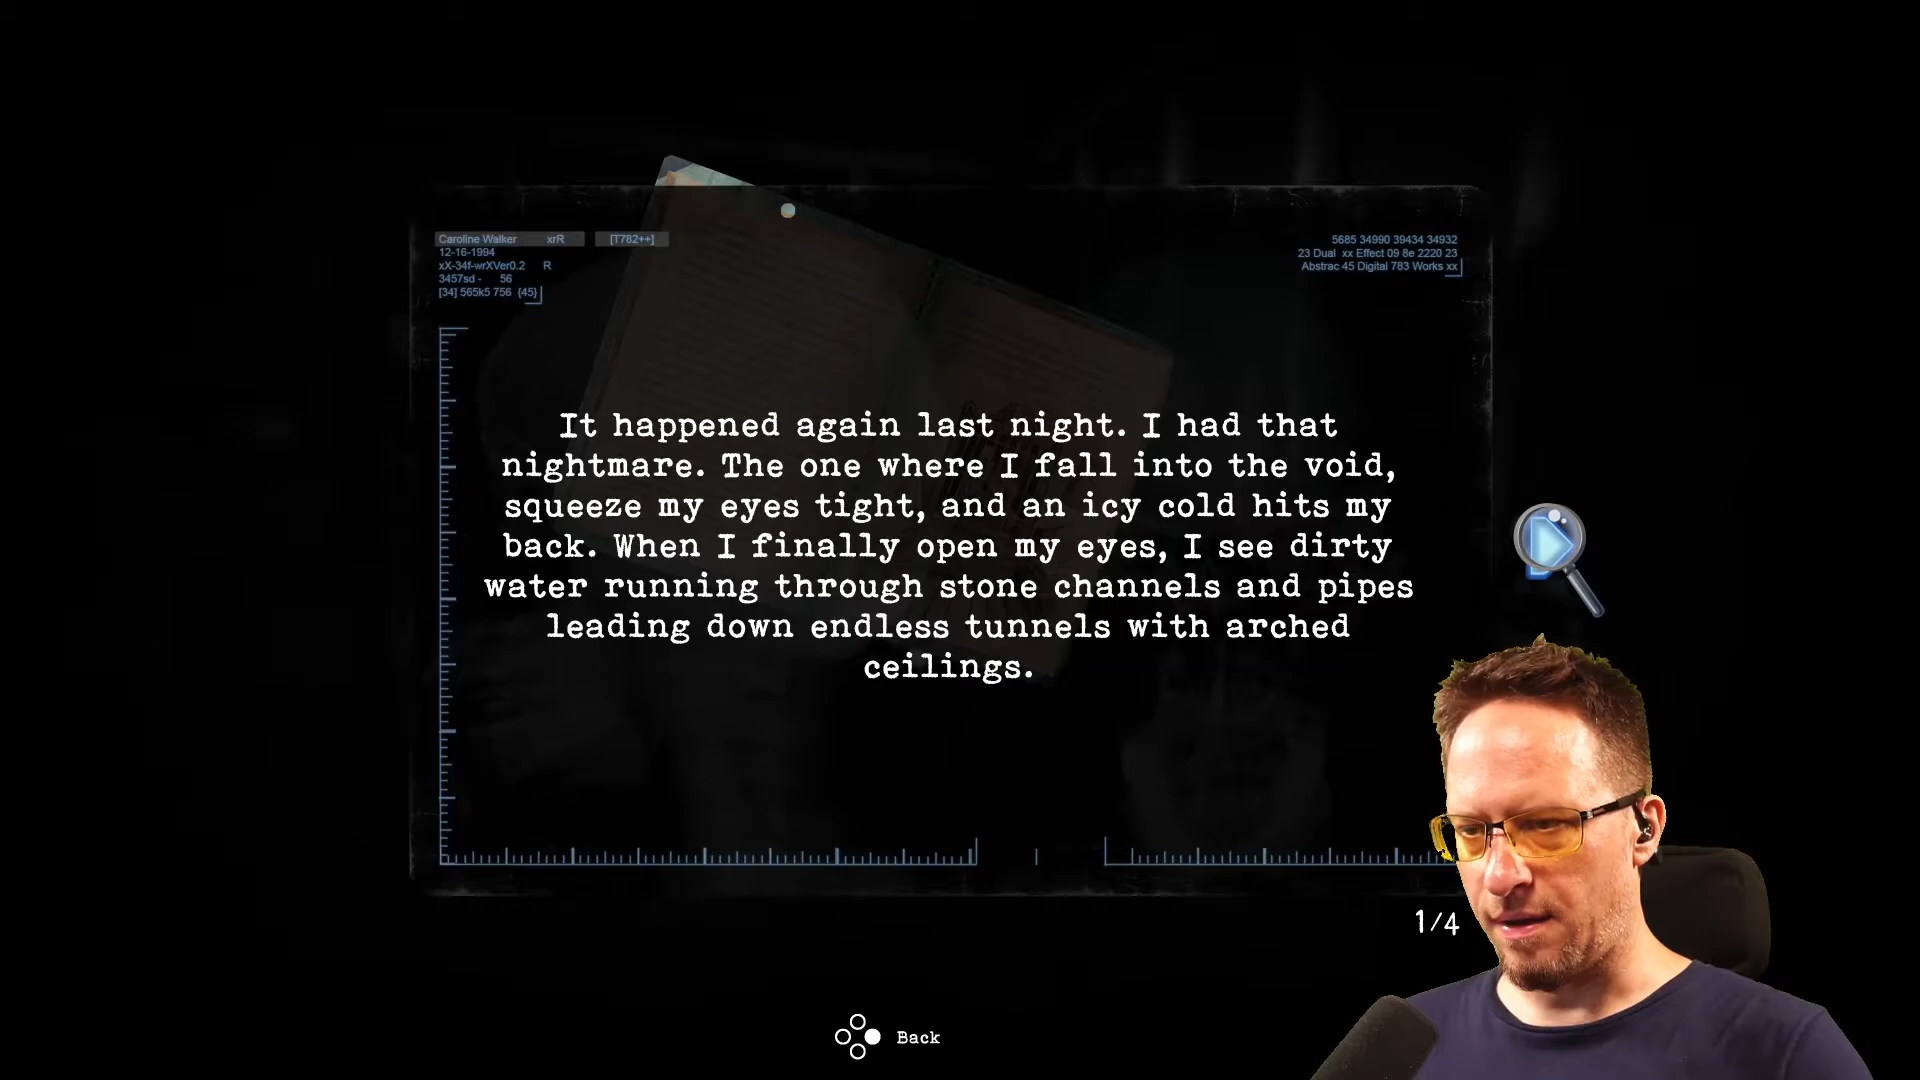 Caroline Walker xrR [T782++]
12-16-1994
xX-34f-wrXVer0.2 R
3457sd - 56
[34] 565k5 756 {45}
5685 34990 39434 34932
23 Dual xx Effect 09 8e 2220 23
Abstrac 45 Digital 783 Works xx
It happened again last night. I had that
nightmare. The one where I fall into the void,
squeeze my eyes tight, and an icy cold hits my
back. When I finally open my eyes, I see dirty
water running through stone channels and pipes
leading down endless tunnels with arched
ceilings.
1/4
Back